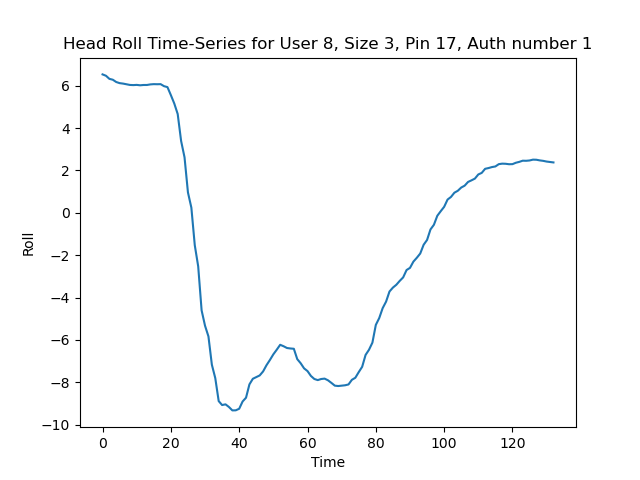 Head Roll Time-Series for User 8, Size 3, Pin 17, Auth number 1
6
4
2
0
−2
−4
−6
−8
−10
Roll
0 20 40 60 80 100 120
Time